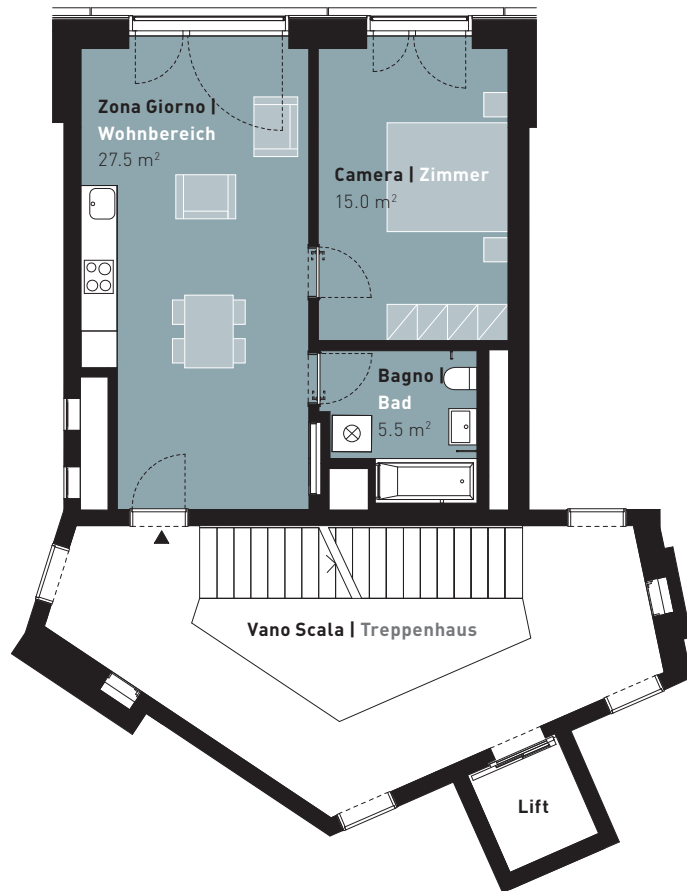 Zona Giorno |
Wohnbereich
27.5 m²
Camera | Zimmer
15.0 m²
Bagno |
Bad
5.5 m²
Vano Scala | Treppenhaus
Lift